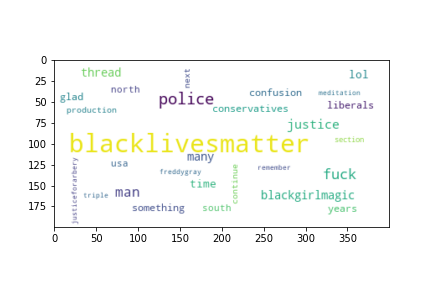 0
25
50
75
100
125
150
175
0 50 100 150 200 250 300 350
thread
next
lol
north
glad
police
confusion
meditation
production
conservatives
liberals
justice
blacklivesmatter
section
many
usa
freddygray
remember
continue
fuck
justiceforarbery
time
triple
man
blackgirlmagic
something
south
years